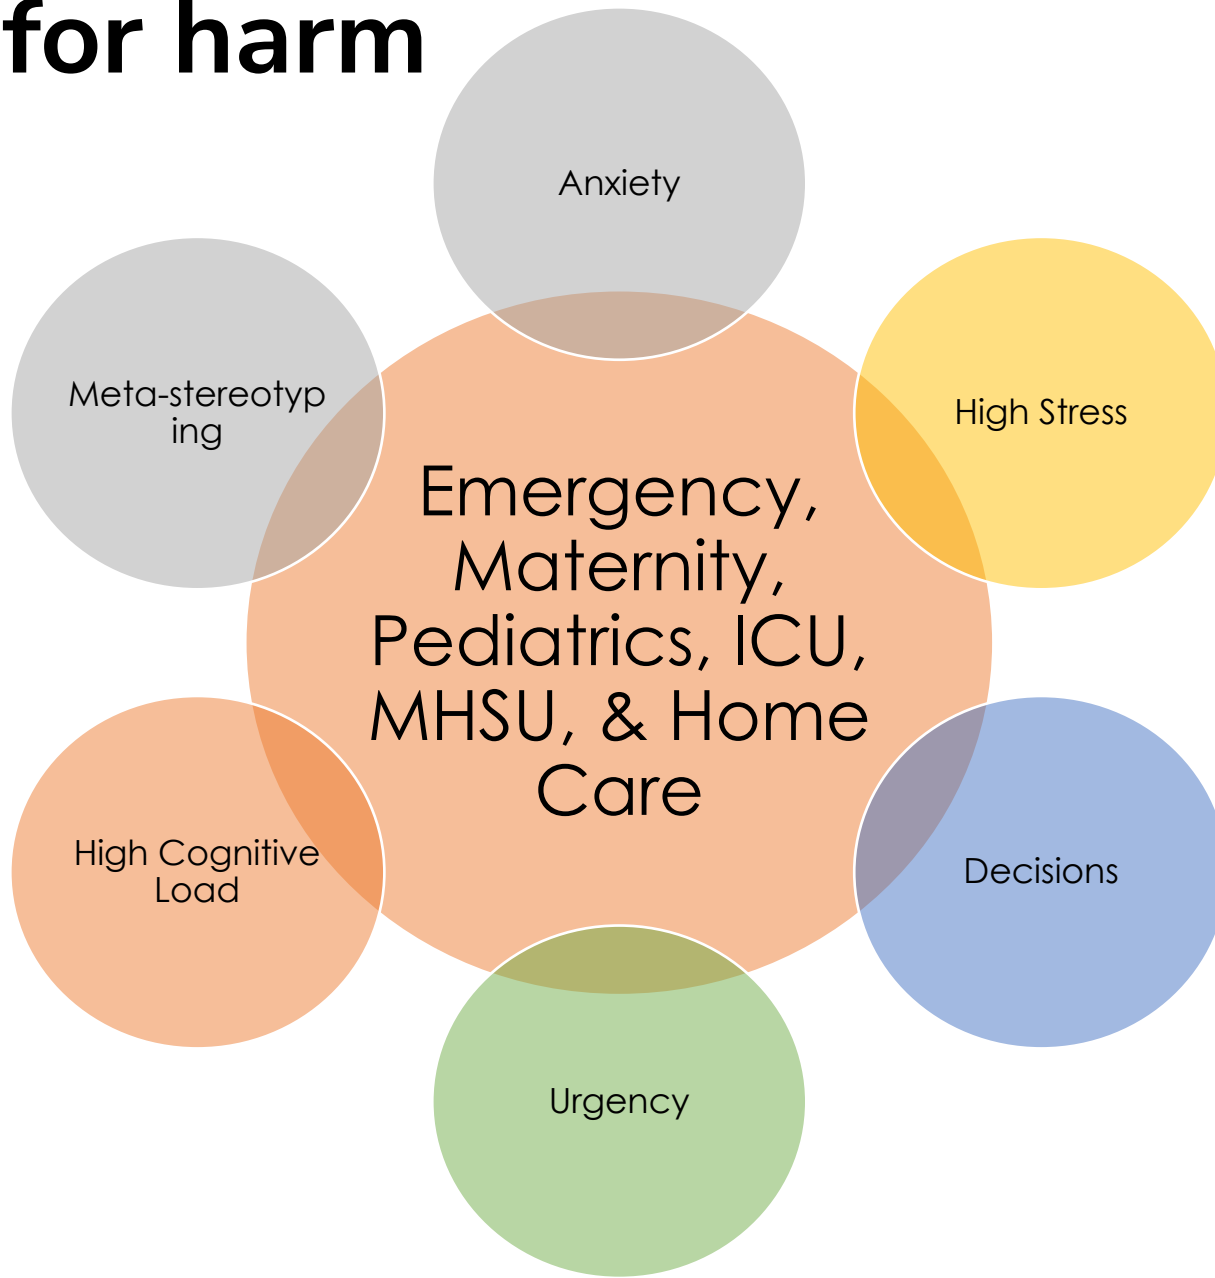 for harm
Anxiety
High Stress
Meta-stereotyp
ing
Emergency,
Maternity,
Pediatrics, ICU,
MHSU, & Home
Care
High Cognitive
Load
Decisions
Urgency